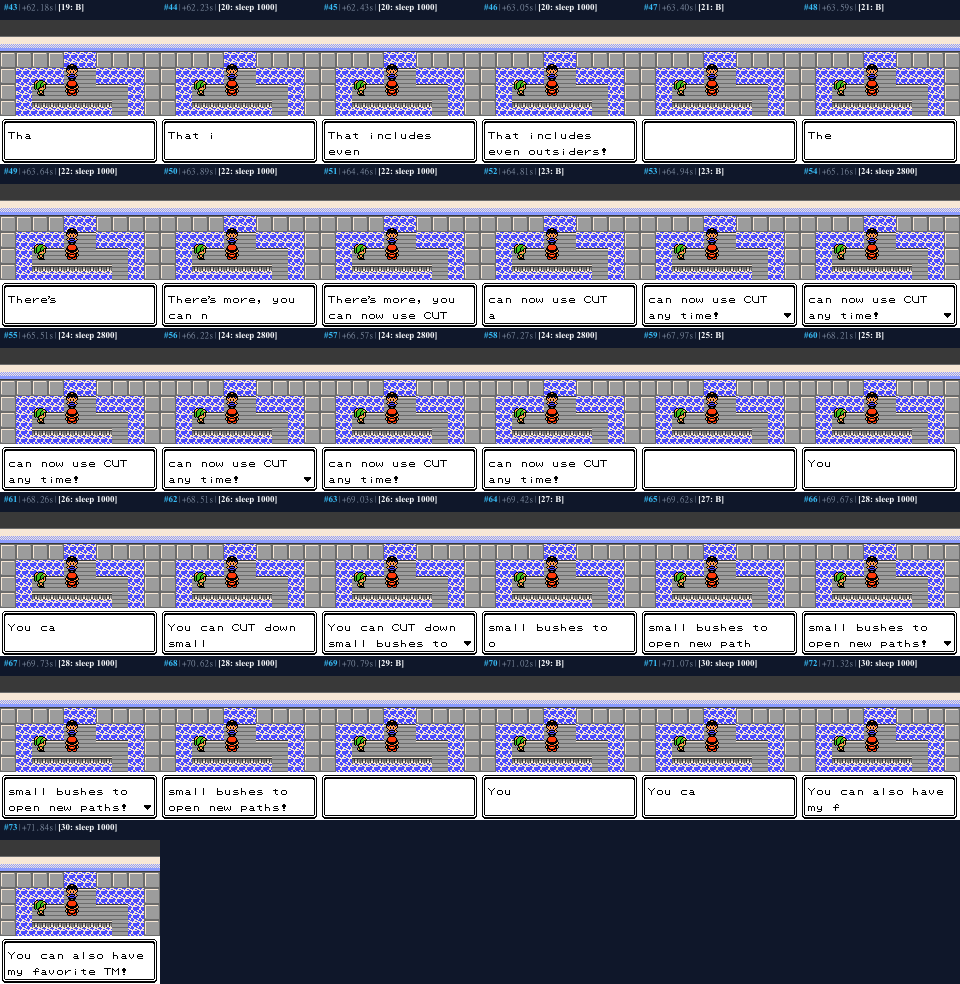 #43|+62.18s| [19: B]
#44|+62.23s| [20: sleep 1000]
#45|+62.43s| [20: sleep 1000]
#46|+63.05s| [20: sleep 1000]
#47|+63.40s| [21: B]
#48|+63.59s| [21: B]
Tha
That i
That includes
even
That includes
even outsiders!
The
#49|+63.64s| [22: sleep 1000]
#50|+63.89s| [22: sleep 1000]
#51|+64.46s| [22: sleep 1000]
#52|+64.81s| [23: B]
#53|+64.94s| [23: B]
#54|+65.16s| [24: sleep 2800]
There's
There's more, you
can n
There's more, you
can now use CUT
can now use CUT
a
can now use CUT
any time!
can now use CUT
any time!
#55|+65.51s| [24: sleep 2800]
#56|+66.22s| [24: sleep 2800]
#57|+66.57s| [24: sleep 2800]
#58|+67.27s| [24: sleep 2800]
#59|+67.97s| [25: B]
#60|+68.21s| [25: B]
can now use CUT
any time!
can now use CUT
any time!
can now use CUT
any time!
can now use CUT
any time!
You
#61|+68.26s| [26: sleep 1000]
#62|+68.51s| [26: sleep 1000]
#63|+69.03s| [26: sleep 1000]
#64|+69.42s| [27: B]
#65|+69.62s| [27: B]
#66|+69.67s| [28: sleep 1000]
You ca
You can CUT down
small
You can CUT down
small bushes to
small bushes to
o
small bushes to
open new path
small bushes to
open new paths!
#67|+69.73s| [28: sleep 1000]
#68|+70.62s| [28: sleep 1000]
#69|+70.79s| [29: B]
#70|+71.02s| [29: B]
#71|+71.07s| [30: sleep 1000]
#72|+71.32s| [30: sleep 1000]
small bushes to
open new paths!
small bushes to
open new paths!
You
You ca
You can also have
my f
#73|+71.84s| [30: sleep 1000]
You can also have
my favorite TM!